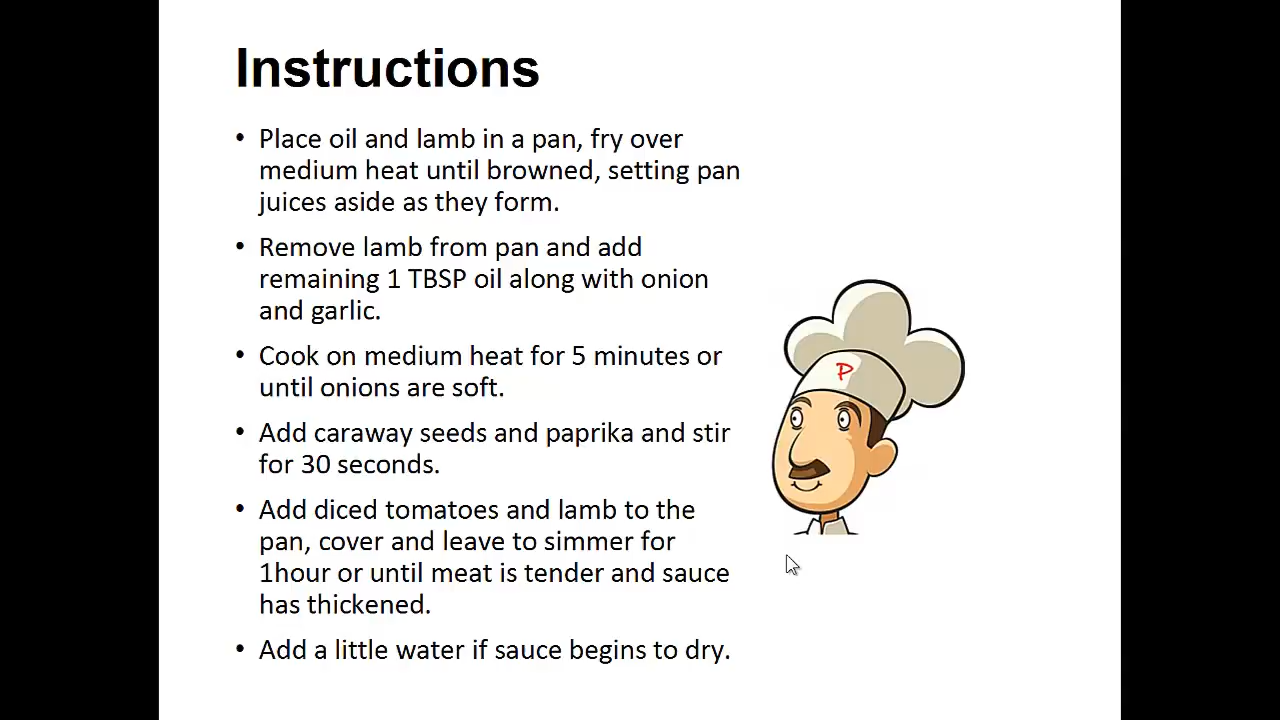 Instructions
• Place oil and lamb in a pan, fry over
medium heat until browned, setting pan
juices aside as they form.
• Remove lamb from pan and add
remaining 1 TBSP oil along with onion
and garlic.
• Cook on medium heat for 5 minutes or
until onions are soft.
• Add caraway seeds and paprika and stir
for 30 seconds.
• Add diced tomatoes and lamb to the
pan, cover and leave to simmer for
1hour or until meat is tender and sauce
has thickened.
• Add a little water if sauce begins to dry.
P